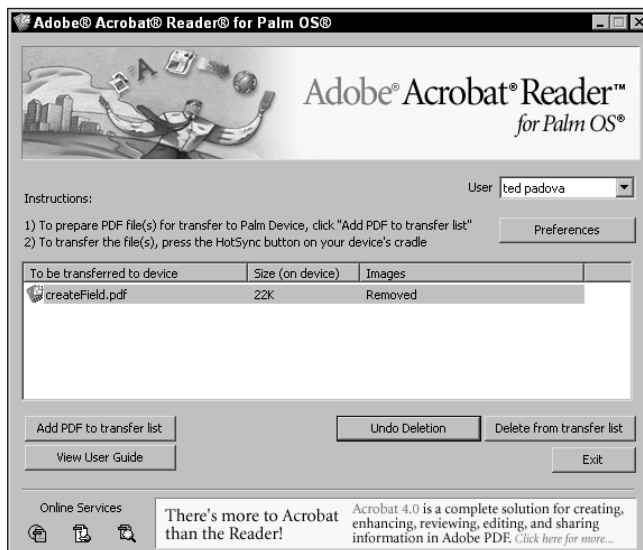 Adobe® Acrobat® Reader® for Palm OS®
A
Adobe® Acrobat® Reader™
for Palm OS®
User ted padova
Instructions:
1) To prepare PDF file(s) for transfer to Palm Device, click "Add PDF to transfer list"
2) To transfer the file(s), press the HotSync button on your device's cradle
Preferences
To be transferred to device Size (on device) Images
createField.pdf 22K Removed
Add PDF to transfer list Undo Deletion Delete from transfer list
View User Guide Exit
Online Services
There's more to Acrobat
than the Reader!
Acrobat 4.0 is a complete solution for creating,
enhancing, reviewing, editing, and sharing
information in Adobe PDF. Click here for more...